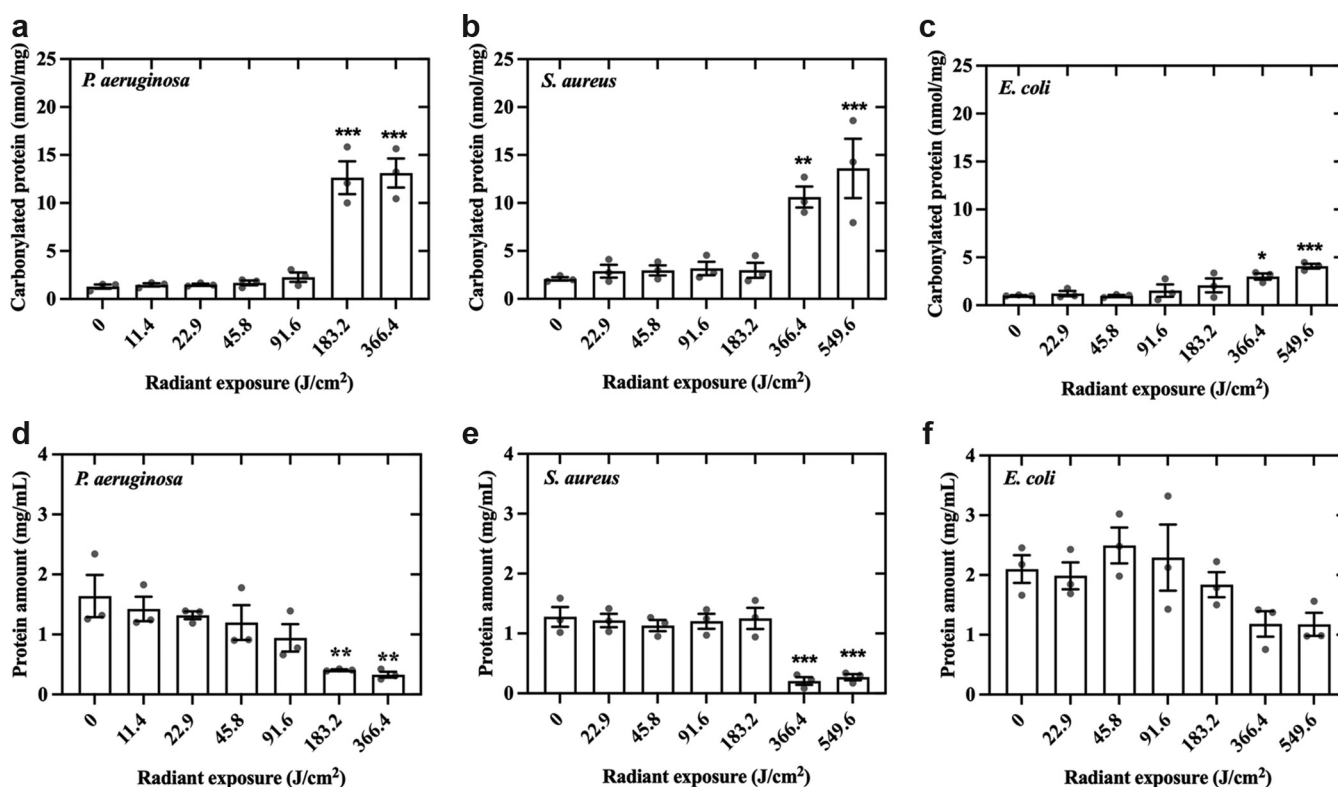 a
P. aeruginosa
Carbonylated protein (nmol/mg)
25
20
15
10
5
0
*** ***
0 11.4 22.9 45.8 91.6 183.2 366.4
Radiant exposure (J/cm²)
b
S. aureus
Carbonylated protein (nmol/mg)
25
20
15
10
5
0
** ***
0 22.9 45.8 91.6 183.2 366.4 549.6
Radiant exposure (J/cm²)
c
E. coli
Carbonylated protein (nmol/mg)
25
20
15
10
5
0
* ***
0 22.9 45.8 91.6 183.2 366.4 549.6
Radiant exposure (J/cm²)
d
P. aeruginosa
Protein amount (mg/mL)
4
3
2
1
0
** **
0 11.4 22.9 45.8 91.6 183.2 366.4
Radiant exposure (J/cm²)
e
S. aureus
Protein amount (mg/mL)
4
3
2
1
0
*** ***
0 22.9 45.8 91.6 183.2 366.4 549.6
Radiant exposure (J/cm²)
f
E. coli
Protein amount (mg/mL)
4
3
2
1
0
0 22.9 45.8 91.6 183.2 366.4 549.6
Radiant exposure (J/cm²)